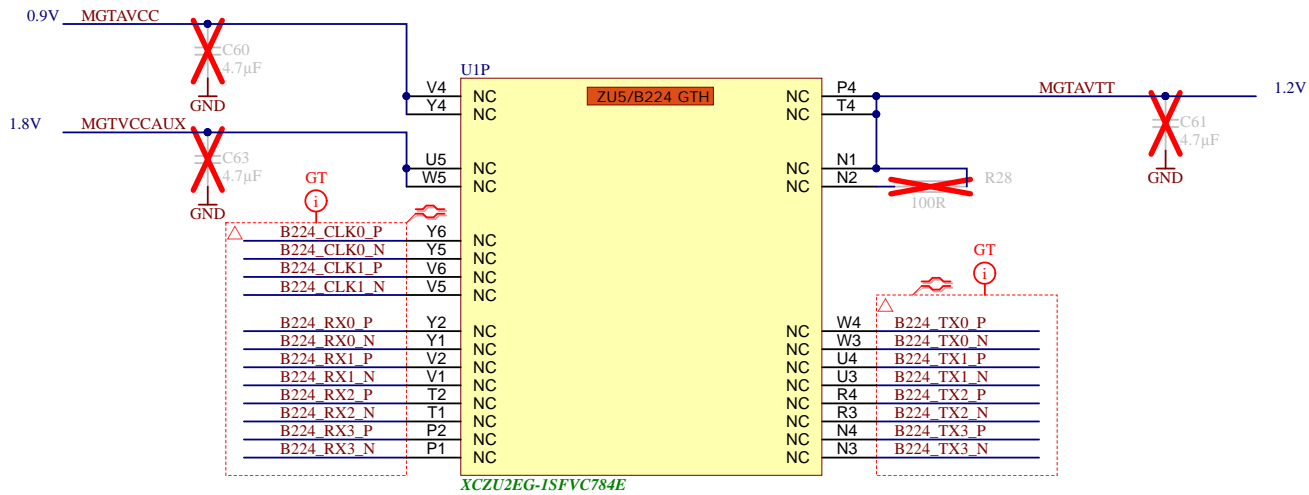 0.9V MGTAVCC
C60
4.7µF
GND
U1P
V4 NC ZU5/B224 GTH NC P4 MGTAVTT 1.2V
Y4 NC NC T4
1.8V MGTVCCAUX
C61
4.7µF
GND
C63
4.7µF
GND
U5 NC NC N1
W5 NC NC N2 R28
100R
GT
i
B224_CLK0_P Y6 NC
B224_CLK0_N Y5 NC
B224_CLK1_P V6 NC
B224_CLK1_N V5 NC
GT
i
B224_RX0_P Y2 NC NC W4 B224_TX0_P
B224_RX0_N Y1 NC NC W3 B224_TX0_N
B224_RX1_P V2 NC NC U4 B224_TX1_P
B224_RX1_N V1 NC NC U3 B224_TX1_N
B224_RX2_P T2 NC NC R4 B224_TX2_P
B224_RX2_N T1 NC NC R3 B224_TX2_N
B224_RX3_P P2 NC NC N4 B224_TX3_P
B224_RX3_N P1 NC NC N3 B224_TX3_N
XCZU2EG-1SFVC784E